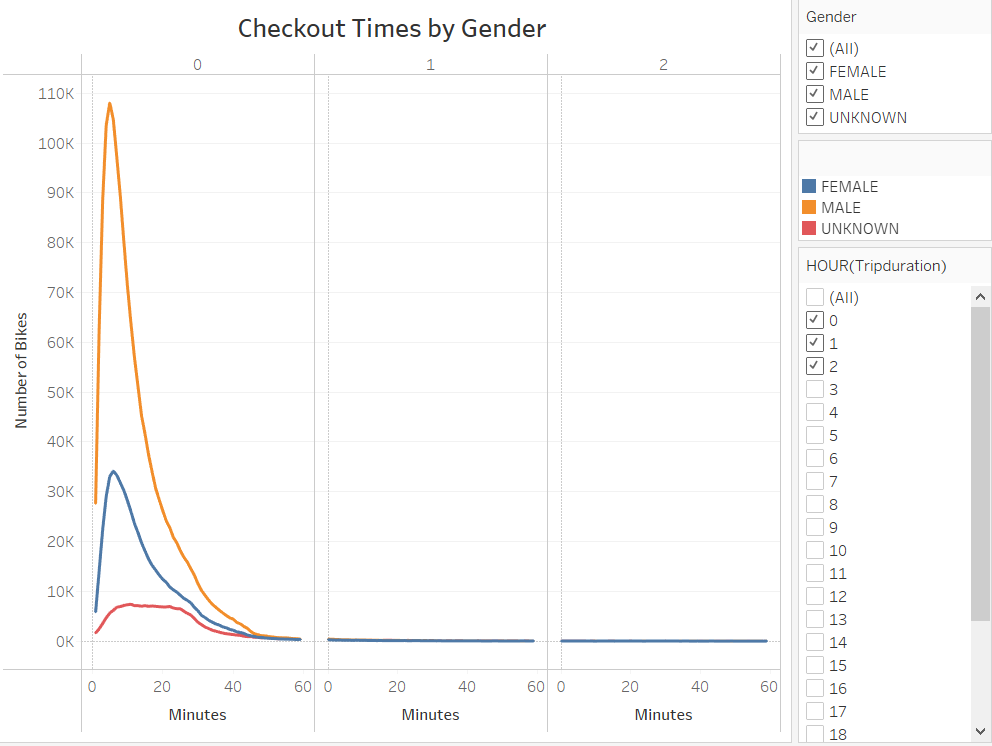 Checkout Times by Gender
0 1 2
110K
100K
90K
80K
70K
60K
50K
40K
30K
20K
10K
0K
Number of Bikes
0 20 40 60 0 20 40 60 0 20 40 60
Minutes Minutes Minutes
Gender
(All)
FEMALE
MALE
UNKNOWN
FEMALE
MALE
UNKNOWN
HOUR(Tripduration)
(All)
0
1
2
3
4
5
6
7
8
9
10
11
12
13
14
15
16
17
18